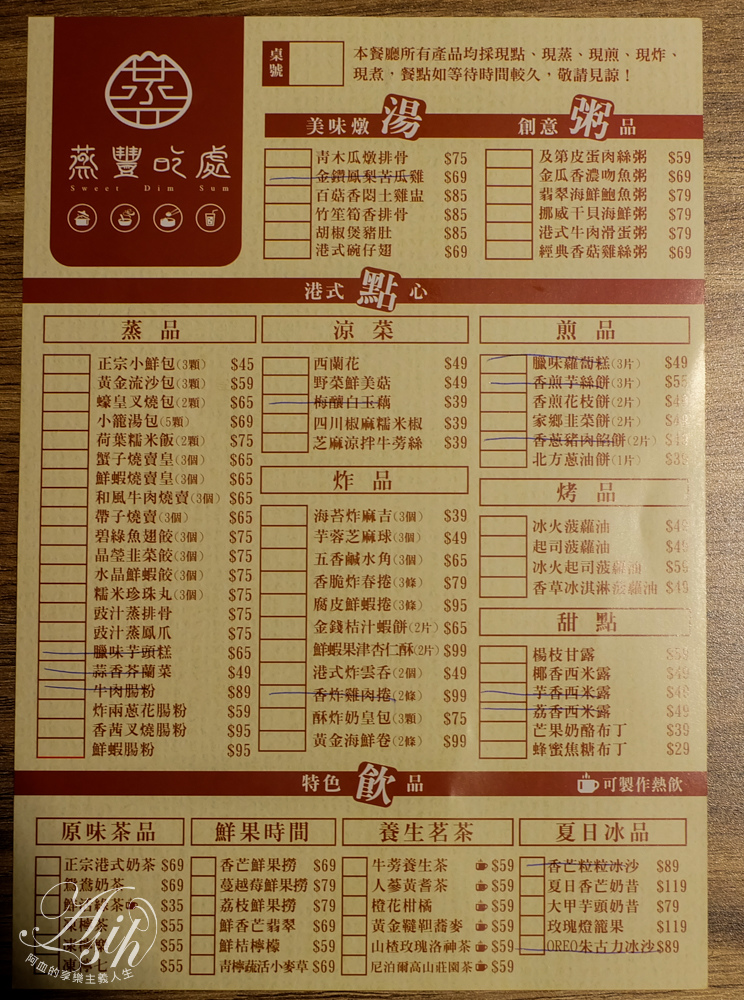 蒸
蒸豐吃處
Sweet Dim Sum
桌號
本餐廳所有產品均採現點、現蒸、現煎、現炸、
現煮，餐點如等待時間較久，敬請見諒！
美味燉湯
青木瓜燉排骨 $75
金鑽鳳梨苦瓜雞 $69
百菇香悶土雞盅 $85
竹笙筍香排骨 $85
胡椒煲豬肚 $85
港式碗仔翅 $69
創意粥品
及第皮蛋肉絲粥 $59
金瓜香濃吻魚粥 $69
翡翠海鮮鮑魚粥 $79
挪威干貝海鮮粥 $79
港式牛肉滑蛋粥 $79
經典香菇雞絲粥 $69
港式點心
蒸品
正宗小鮮包(3顆) $45
黃金流沙包(3顆) $59
蠔皇叉燒包(2顆) $65
小籠湯包(5顆) $69
荷葉糯米飯(2顆) $75
蟹子燒賣皇(3個) $65
鮮蝦燒賣皇(3個) $65
和風牛肉燒賣(3個) $65
帶子燒賣(3個) $65
碧綠魚翅餃(3個) $75
晶瑩韭菜餃(3個) $75
水晶鮮蝦餃(3個) $75
糯米珍珠丸(3個) $75
豉汁蒸排骨 $75
豉汁蒸鳳爪 $75
臘味芋頭糕 $65
蒜香芥蘭菜 $49
牛肉腸粉 $89
炸兩蔥花腸粉 $59
香茜叉燒腸粉 $95
鮮蝦腸粉 $95
涼菜
西蘭花 $49
野菜鮮美菇 $49
梅釀白玉藕 $39
四川椒麻糯米椒 $39
芝麻涼拌牛蒡絲 $39
炸品
海苔炸麻吉(3個) $39
芋蓉芝麻球(3個) $49
五香鹹水角(3個) $65
香脆炸春捲(3條) $79
腐皮鮮蝦捲(3條) $95
金錢桔汁蝦餅(2片) $65
鮮蝦果津杏仁酥(2片) $99
港式炸雲吞(2個) $49
香炸雞肉捲(2條) $99
酥炸奶皇包(3顆) $75
黃金海鮮卷(2條) $99
煎品
臘味蘿蔔糕(3片) $49
香煎芋絲餅(3片)
香煎花枝餅(2片)
家鄉韭菜餅(2片)
香蔥豬肉餡餅(2片)
北方蔥油餅(1片)
烤品
冰火菠蘿油
起司菠蘿油
冰火起司菠蘿油
香草冰淇淋菠蘿油 $49
甜點
楊枝甘露 $59
椰香西米露 $49
芋香西米露 $49
荔香西米露 $49
芒果奶酪布丁 $39
蜂蜜焦糖布丁 $29
特色飲品
可製作熱飲
原味茶品
正宗港式奶茶 $69
鴛鴦奶茶 $69
$35
凍檸茶 $55
$55
$55
鮮果時間
香芒鮮果撈 $69
蔓越莓鮮果撈 $79
荔枝鮮果撈 $79
鮮香芒翡翠 $69
鮮桔檸檬 $59
青檸蔬活小麥草 $69
養生茗茶
牛蒡養生茶 $59
人蔘黃耆茶 $59
橙花柑橘 $59
黃金韃靼蕎麥 $59
山楂玫瑰洛神茶 $59
尼泊爾高山莊園茶 $59
夏日冰品
香芒粒粒冰沙 $89
夏日香芒奶昔 $119
大甲芋頭奶昔 $79
玫瑰燈籠果 $119
OREO朱古力冰沙 $89
Hsih
阿血的享樂主義人生